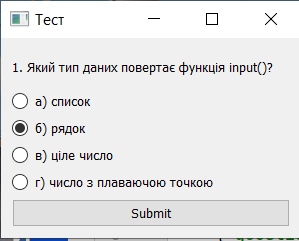 Тест
1. Який тип даних повертає функція input()?
а) список
б) рядок
в) ціле число
г) число з плаваючою точкою
Submit